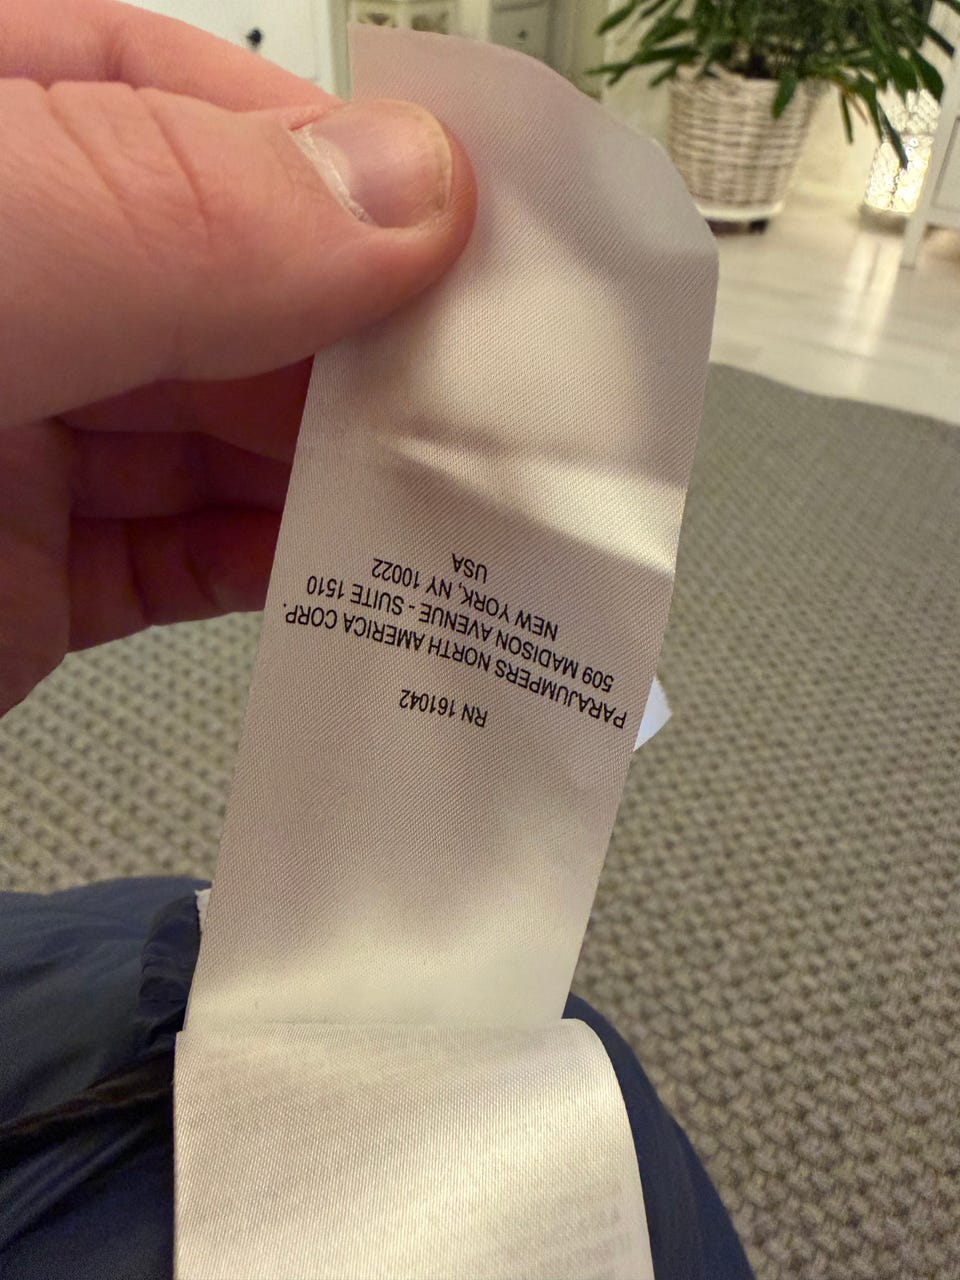 RN 161042
PARAJUMPERS NORTH AMERICA CORP.
509 MADISON AVENUE - SUITE 1510
NEW YORK, NY 10022
USA